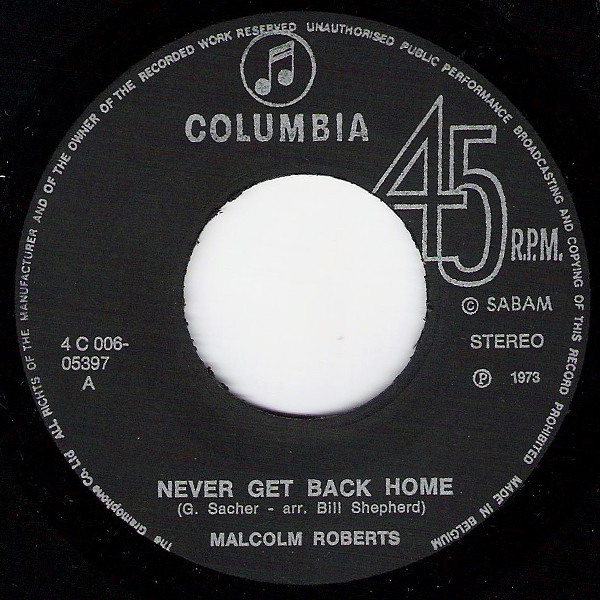 The Gramophone Co., Ltd ALL RIGHTS OF THE MANUFACTURER AND OF THE OWNER OF THE RECORDED WORK RESERVED UNAUTHORISED PUBLIC PERFORMANCE BROADCASTING AND COPYING OF THIS RECORD PROHIBITED MADE IN BELGIUM
COLUMBIA
45 R.P.M.
© SABAM
STEREO
℗ 1973
4 C 006-
05397
A
NEVER GET BACK HOME
(G. Sacher - arr. Bill Shepherd)
MALCOLM ROBERTS